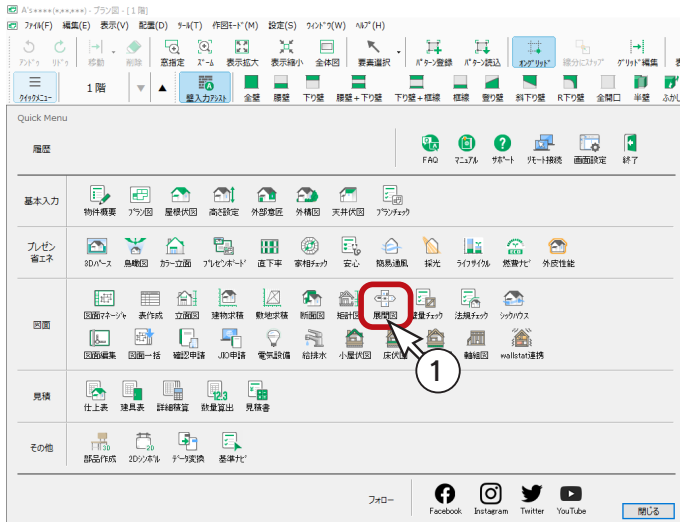 A's●●●●(●,●●,●●●) - プラン図 - [1 階]
ファイル(F) 編集(E) 表示(V) 配置(D) ツール(T) 作図モード(M) 設定(S) ウィンドウ(W) ヘルプ(H)
アンドゥ リドゥ 移動 削除 窓指定 ズーム 表示拡大 表示縮小 全体図 要素選択 パターン登録 パターン読込 オングリッド 線分にスナップ グリッド編集
クイックメニュー 1 階 ▼ ▲ 壁入力アシスト 全壁 腰壁 下り壁 腰壁+下り壁 下り壁+框線 框線 登り壁 斜下り壁 R下り壁 全開口 半壁 ふかし
Quick Menu
履歴 FAQ マニュアル サポート リモート接続 画面設定 終了
基本入力 物件概要 プラン図 屋根伏図 高さ設定 外部意匠 外構図 天井伏図 プランチェック
プレゼン
省エネ 3Dパース 鳥瞰図 カラー立面 プレゼンボード 直下率 家相チェック 安心 簡易通風 採光 ライフサイクル 燃費ナビ 外皮性能
図面 図面マネージャ 表作成 立面図 建物求積 敷地求積 断面図 矩計図 展開図 壁量チェック 法規チェック シックハウス
図面編集 図面一括 確認申請 JIO申請 電気設備 給排水 小屋伏図 床伏図 軸組図 wallstat連携
1
見積 仕上表 建具表 詳細積算 数量算出 見積書
その他 部品作成 2Dシンボル データ変換 基準ナビ
フォロー Facebook Instagram Twitter YouTube 閉じる